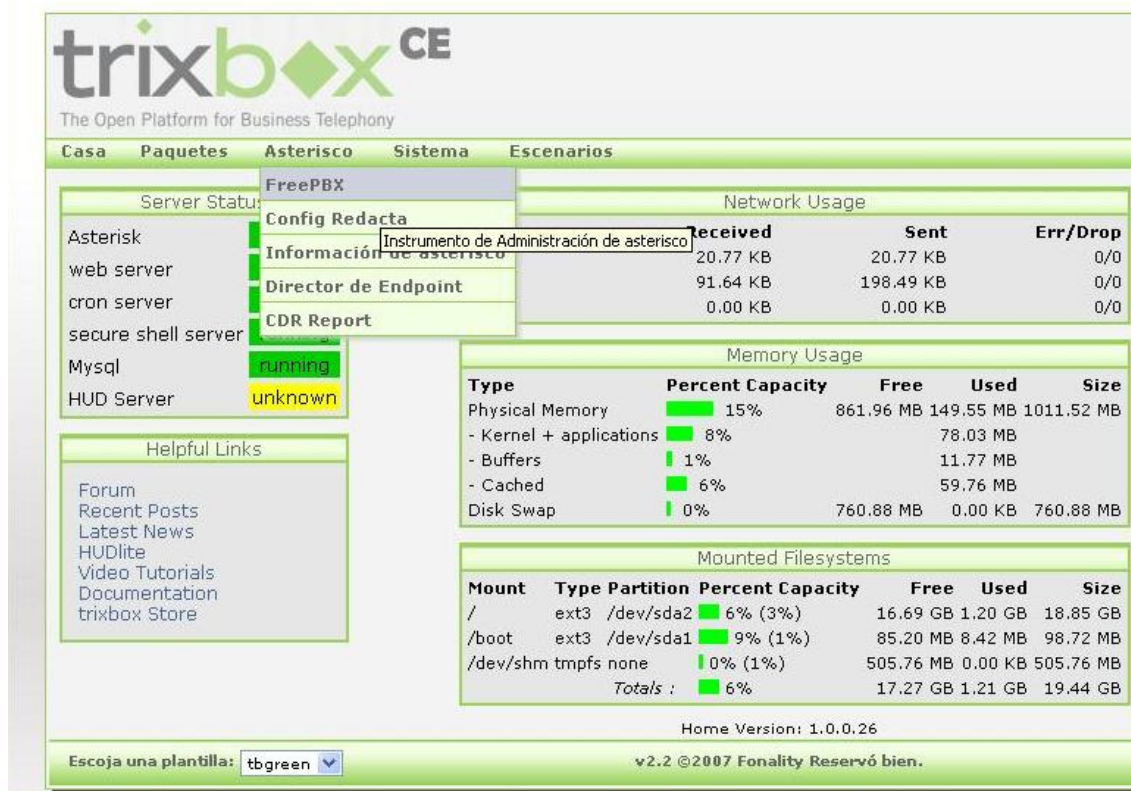 trixbox CE
The Open Platform for Business Telephony
Casa Paquetes Asterisco Sistema Escenarios
FreePBX
Config Redacta
Instrumento de Administración de asterisco
Información de asterisco
Director de Endpoint
CDR Report
Server Status
Asterisk
web server
cron server
secure shell server running
Mysql running
HUD Server unknown
Helpful Links
Forum
Recent Posts
Latest News
HUDlite
Video Tutorials
Documentation
trixbox Store
Network Usage
Received Sent Err/Drop
20.77 KB 20.77 KB 0/0
91.64 KB 198.49 KB 0/0
0.00 KB 0.00 KB 0/0
Memory Usage
Type Percent Capacity Free Used Size
Physical Memory 15% 861.96 MB 149.55 MB 1011.52 MB
- Kernel + applications 8% 78.03 MB
- Buffers 1% 11.77 MB
- Cached 6% 59.76 MB
Disk Swap 0% 760.88 MB 0.00 KB 760.88 MB
Mounted Filesystems
Mount Type Partition Percent Capacity Free Used Size
/ ext3 /dev/sda2 6% (3%) 16.69 GB 1.20 GB 18.85 GB
/boot ext3 /dev/sda1 9% (1%) 85.20 MB 8.42 MB 98.72 MB
/dev/shm tmpfs none 0% (1%) 505.76 MB 0.00 KB 505.76 MB
Totals : 6% 17.27 GB 1.21 GB 19.44 GB
Home Version: 1.0.0.26
Escoja una plantilla: tbgreen
v2.2 ©2007 Fonality Reservó bien.